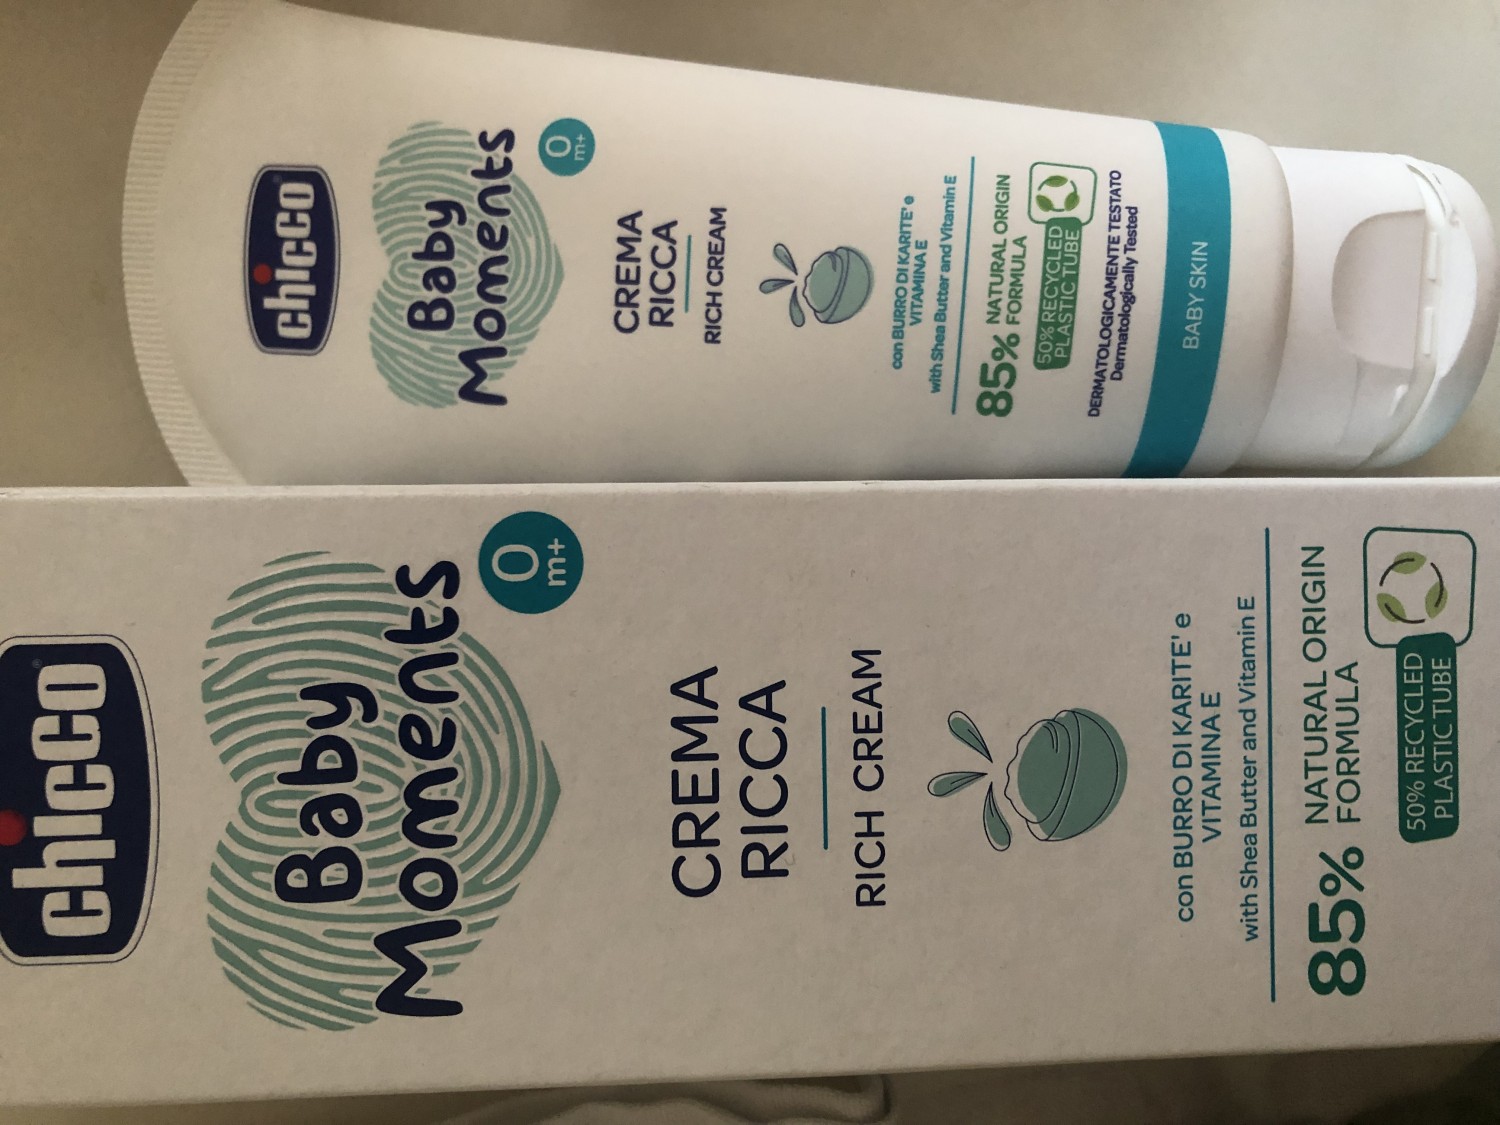 chicco
Baby
Moments
0
m+
CREMA
RICCA
RICH CREAM
con BURRO DI KARITE' e
VITAMINA E
with Shea Butter and Vitamin E
85% NATURAL ORIGIN
FORMULA
50% RECYCLED
PLASTIC TUBE
DERMATOLOGICAMENTE TESTATO
Dermatologically Tested
BABY SKIN
chicco
®
Baby
Moments
0
m+
CREMA
RICCA
RICH CREAM
con BURRO DI KARITE' e
VITAMINA E
with Shea Butter and Vitamin E
85% NATURAL ORIGIN
FORMULA
50% RECYCLED
PLASTIC TUBE